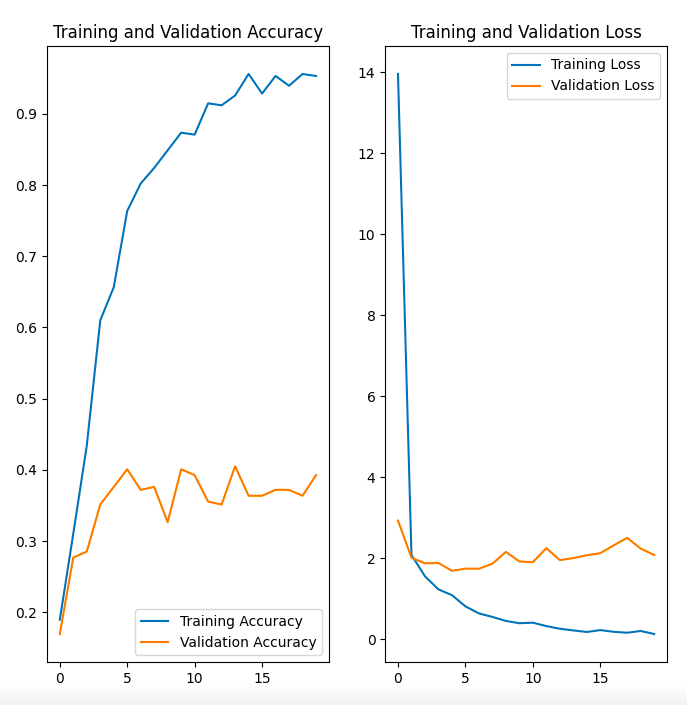 Training and Validation Accuracy
0.9
0.8
0.7
0.6
0.5
0.4
0.3
0.2
0 5 10 15
Training Accuracy
Validation Accuracy
Training and Validation Loss
14
12
10
8
6
4
2
0
0 5 10 15
Training Loss
Validation Loss